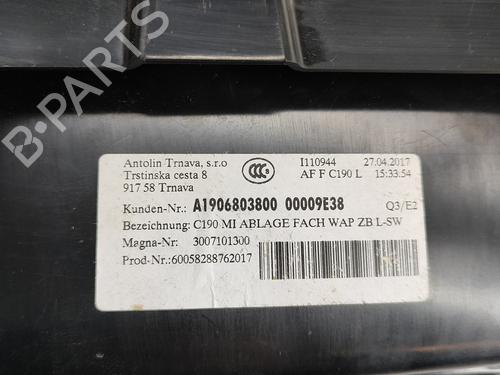 B-PARTS
Antolin Trnava, s.r.o
Trstinska cesta 8
917 58 Trnava
CCC
I110944 27.04.2017
AF F C190 L 15:33:54
Kunden-Nr.: A1906803800 00009E38 Q3/E2
Bezeichnung: C190 MI ABLAGE FACH WAP ZB L-SW
Magna-Nr: 3007101300
Prod-Nr.:60058288762017